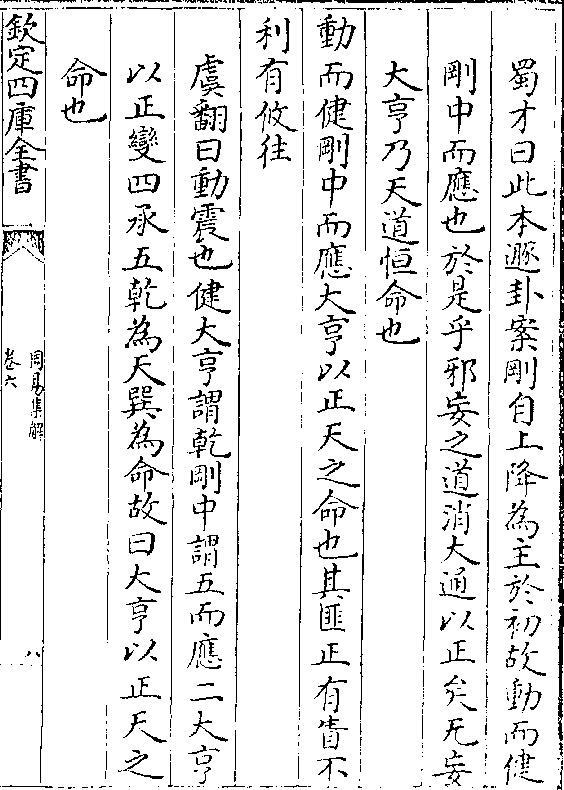 蜀才曰此本遯卦案剛自上降為主於初故動而健
剛中而應也於是乎邪妄之道消大通以正矣无妄
大亨乃天道恒命也
動而健剛中而應大亨以正天之命也其匪正有眚不
利有攸往
虞翻曰動震也健大亨謂乾剛中謂五而應二大亨
以正變四承五乾為天巽為命故曰大亨以正天之
命也
欽定四庫全書
周易集解
卷六
八